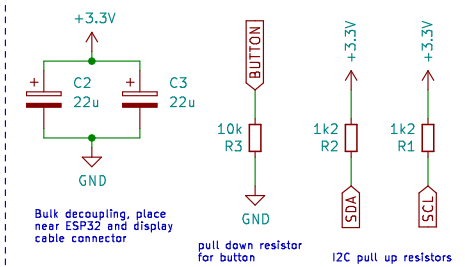 +3.3V
+
C2
22u
+
C3
22u
GND
Bulk decoupling, place
near ESP32 and display
cable connector
BUTTON
10k
R3
GND
pull down resistor
for button
+3.3V
1k2
R2
SDA
+3.3V
1k2
R1
SCL
I2C pull up resistors